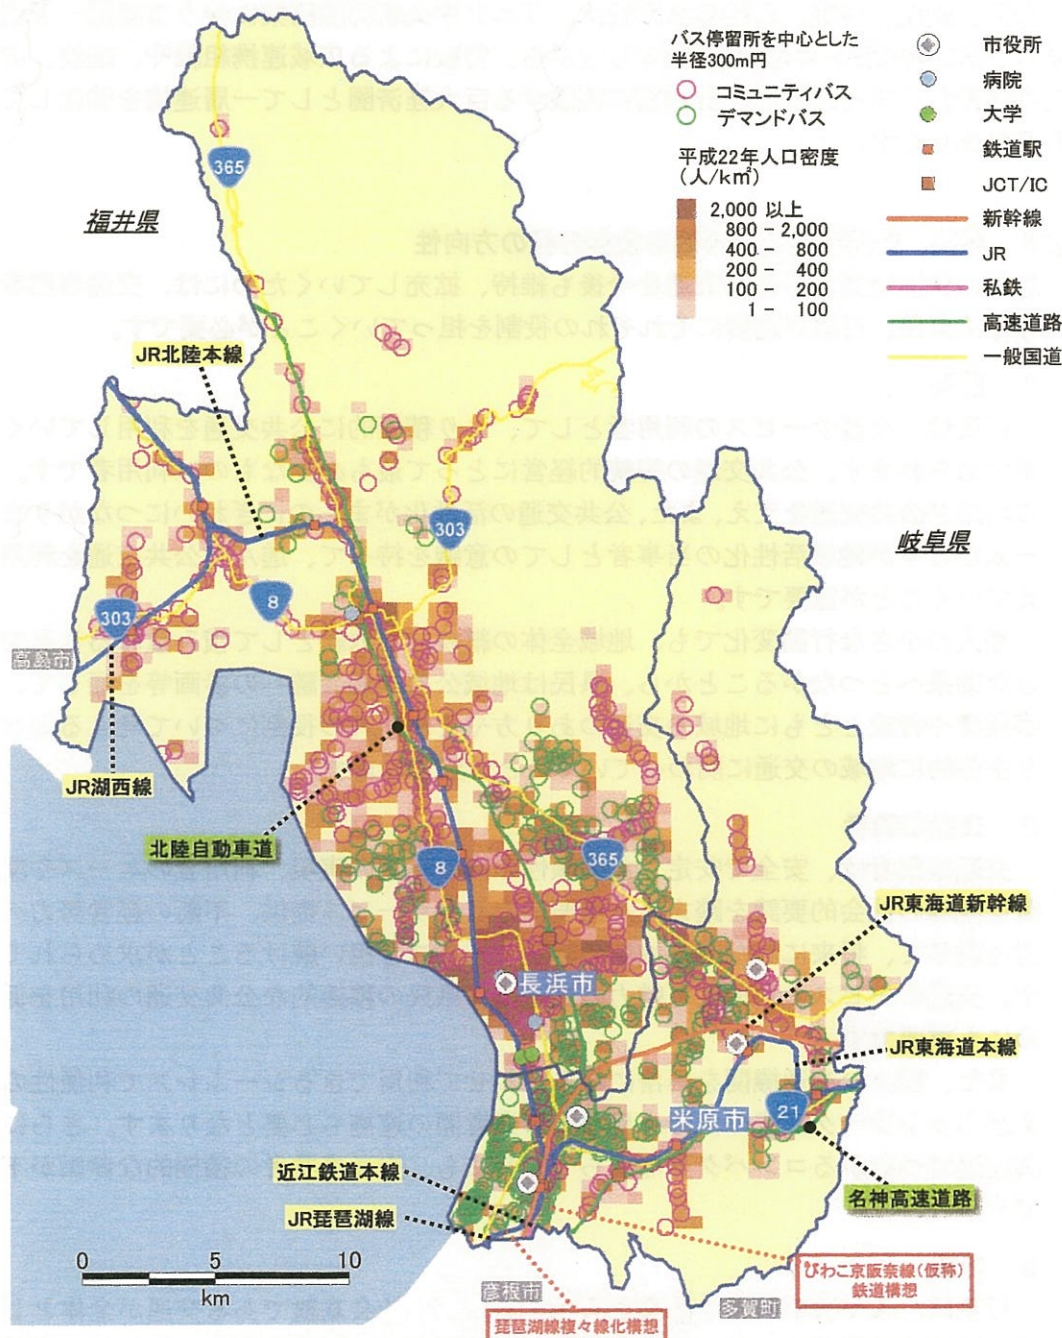 バス停留所を中心とした
半径300m円
コミュニティバス
デマンドバス
平成22年人口密度
(人/k㎡)
2,000 以上
800 - 2,000
400 - 800
200 - 400
100 - 200
1 - 100
市役所
病院
大学
鉄道駅
JCT/IC
新幹線
JR
私鉄
高速道路
一般国道
365
福井県
JR北陸本線
303
岐阜県
8
303
高島市
JR湖西線
北陸自動車道
8
365
JR東海道新幹線
長浜市
JR東海道本線
米原市
21
近江鉄道本線
名神高速道路
JR琵琶湖線
0 5 10
km
びわこ京阪奈線(仮称)
鉄道構想
彦根市
多賀町
琵琶湖線複々線化構想